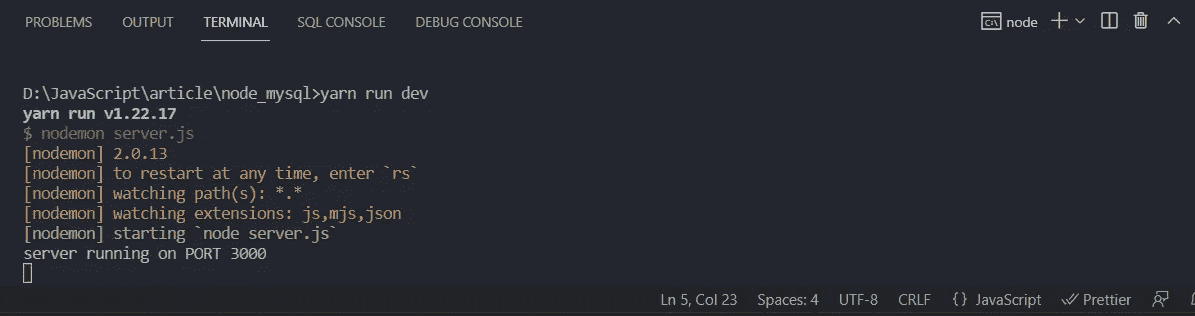 PROBLEMS OUTPUT TERMINAL SQL CONSOLE DEBUG CONSOLE node
D:\JavaScript\article\node_mysql>yarn run dev
yarn run v1.22.17
$ nodemon server.js
[nodemon] 2.0.13
[nodemon] to restart at any time, enter `rs`
[nodemon] watching path(s): *.*
[nodemon] watching extensions: js,mjs,json
[nodemon] starting `node server.js`
server running on PORT 3000
Ln 5, Col 23 Spaces: 4 UTF-8 CRLF {} JavaScript Prettier